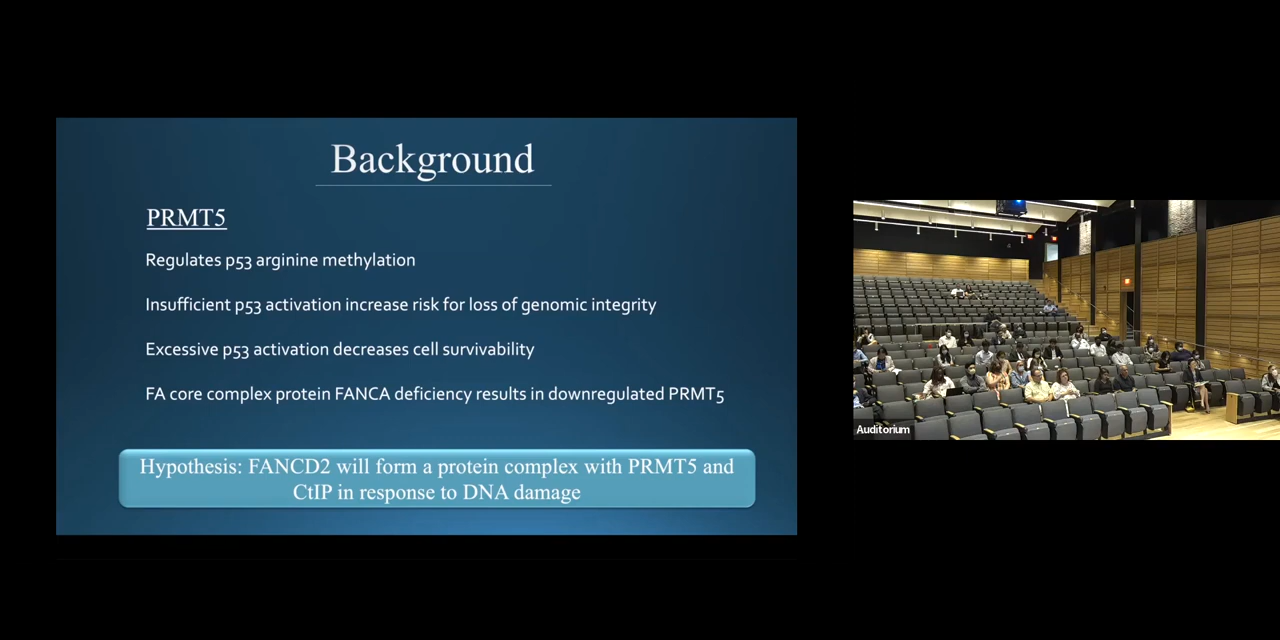 Background
PRMT5
Regulates p53 arginine methylation
Insufficient p53 activation increase risk for loss of genomic integrity
Excessive p53 activation decreases cell survivability
FA core complex protein FANCA deficiency results in downregulated PRMT5
Hypothesis: FANCD2 will form a protein complex with PRMT5 and
CtIP in response to DNA damage
Auditorium